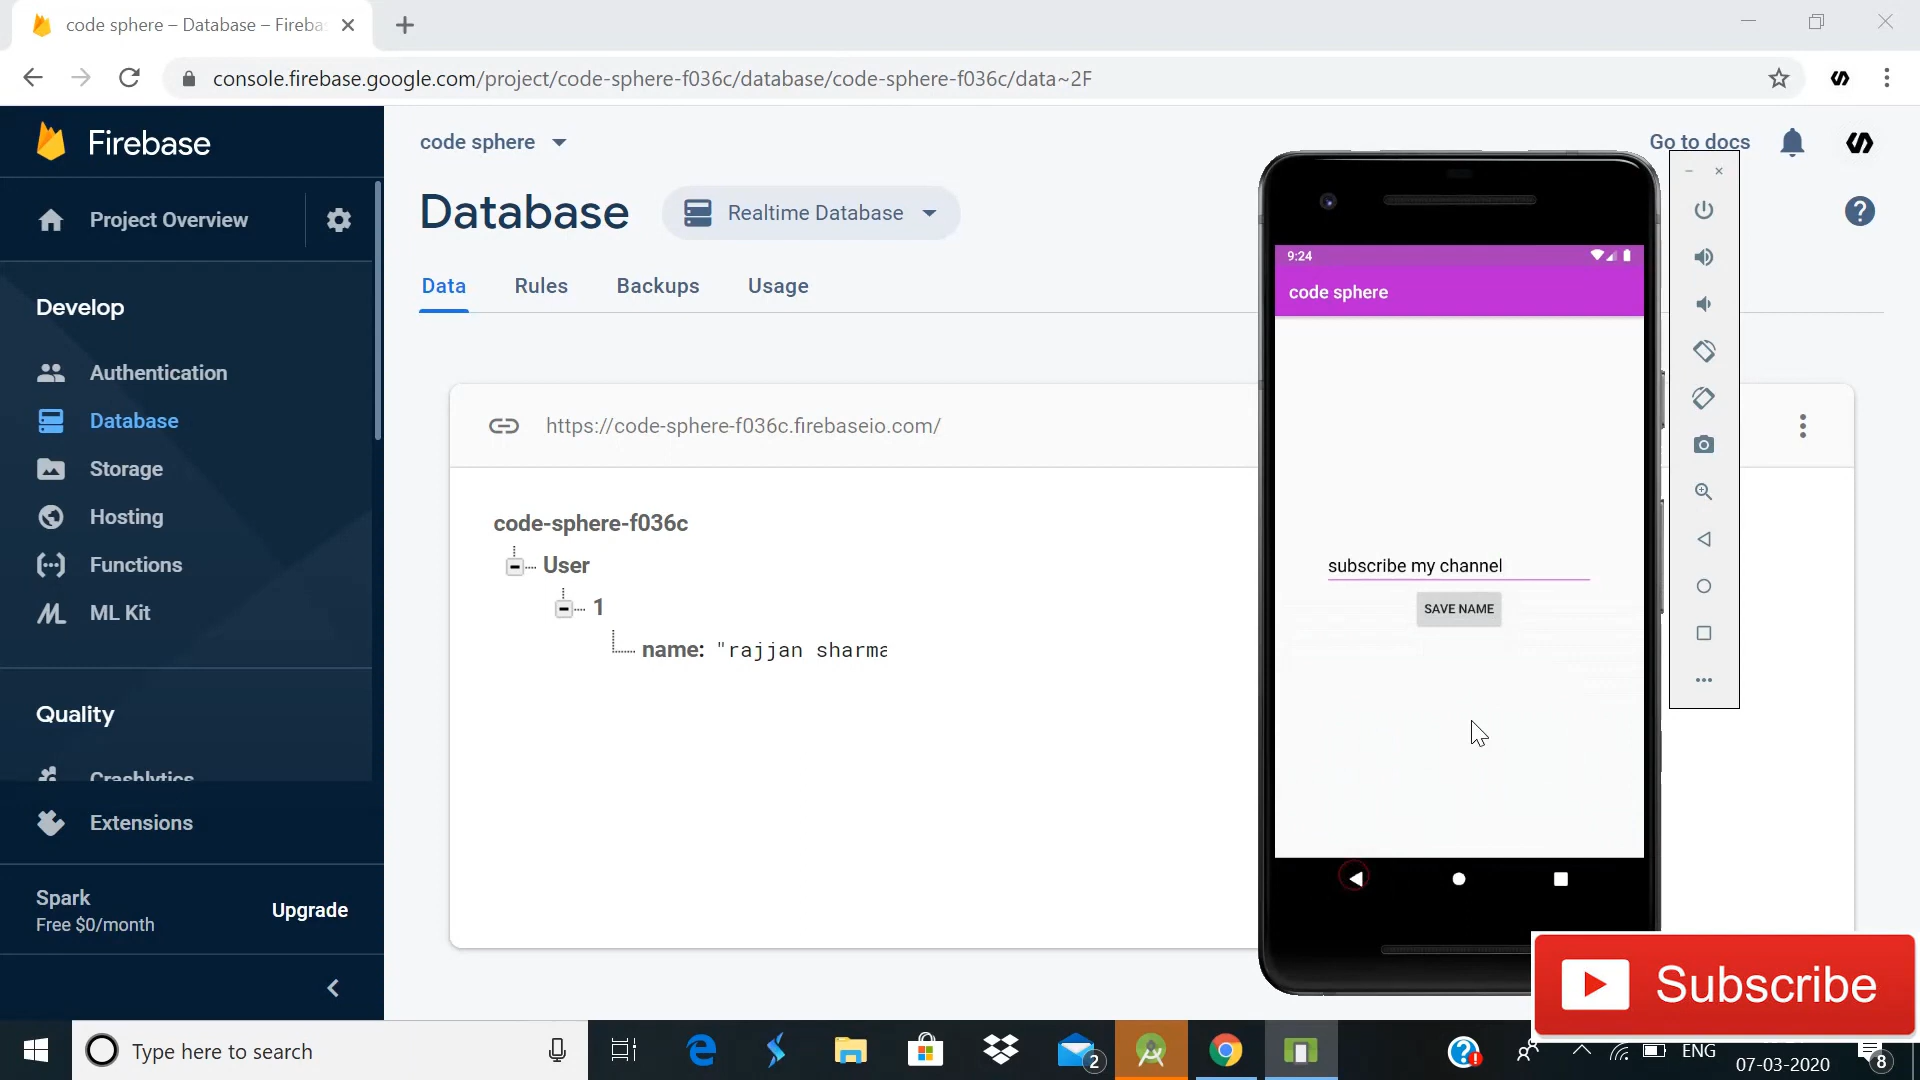 code sphere – Database – Fireba
console.firebase.google.com/project/code-sphere-f036c/database/code-sphere-f036c/data~2F
Firebase
code sphere
Go to docs
Project Overview
Database
Realtime Database
Data
Rules
Backups
Usage
Develop
Authentication
Database
Storage
Hosting
Functions
ML Kit
Quality
Crashlytics
Extensions
Spark
Free $0/month
Upgrade
https://code-sphere-f036c.firebaseio.com/
code-sphere-f036c
User
1
name: "rajjan sharma
9:24
code sphere
subscribe my channel
SAVE NAME
Subscribe
Type here to search
2
ENG
07-03-2020
8